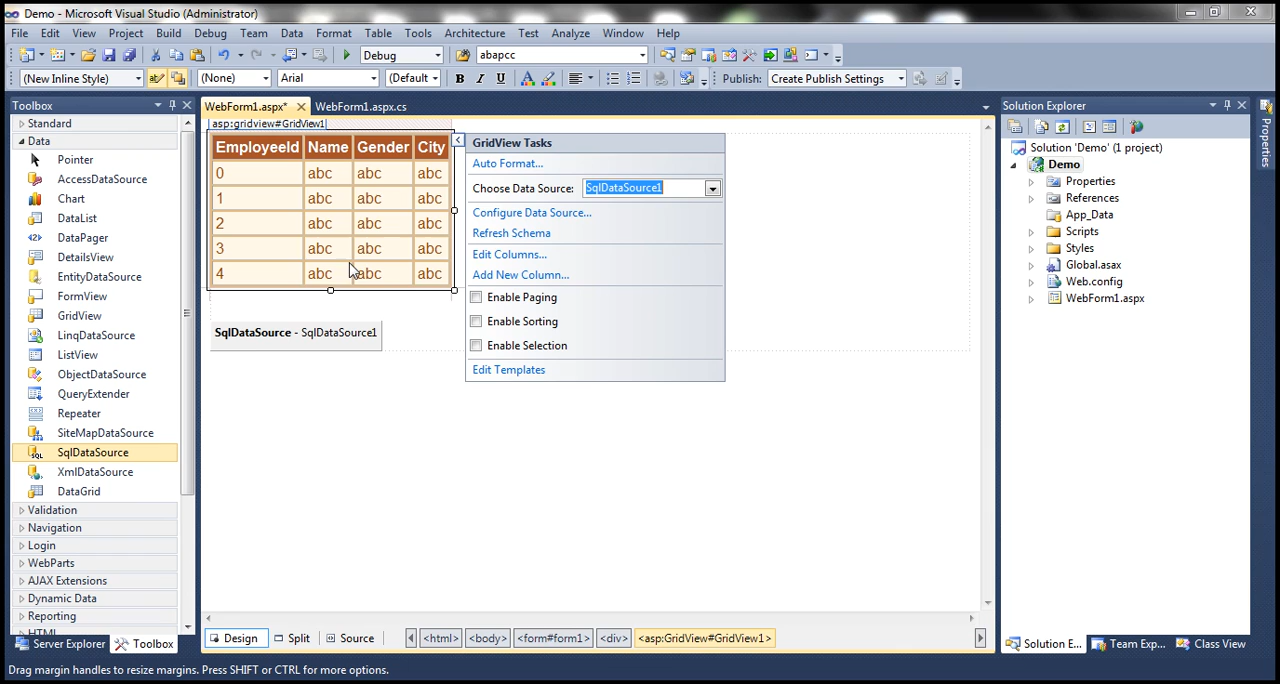 Demo - Microsoft Visual Studio (Administrator)
File Edit View Project Build Debug Team Data Format Table Tools Architecture Test Analyze Window Help
Debug abapcc
(New Inline Style) (None) Arial (Default B I U A Publish: Create Publish Settings
Toolbox
Standard
Data
Pointer
AccessDataSource
Chart
DataList
DataPager
DetailsView
EntityDataSource
FormView
GridView
LinqDataSource
ListView
ObjectDataSource
QueryExtender
Repeater
SiteMapDataSource
SqlDataSource
XmlDataSource
DataGrid
Validation
Navigation
Login
WebParts
AJAX Extensions
Dynamic Data
Reporting
HTML
Server Explorer Toolbox
WebForm1.aspx* WebForm1.aspx.cs
asp:gridview#GridView1
EmployeeId Name Gender City
0 abc abc abc
1 abc abc abc
2 abc abc abc
3 abc abc abc
4 abc abc abc
SqlDataSource - SqlDataSource1
GridView Tasks
Auto Format...
Choose Data Source: SqlDataSource1
Configure Data Source...
Refresh Schema
Edit Columns...
Add New Column...
Enable Paging
Enable Sorting
Enable Selection
Edit Templates
Design Split Source <html> <body> <form#form1> <div> <asp:GridView#GridView1>
Solution Explorer
Solution 'Demo' (1 project)
Demo
Properties
References
App_Data
Scripts
Styles
Global.asax
Web.config
WebForm1.aspx
Solution E... Team Exp... Class View
Properties
Drag margin handles to resize margins. Press SHIFT or CTRL for more options.